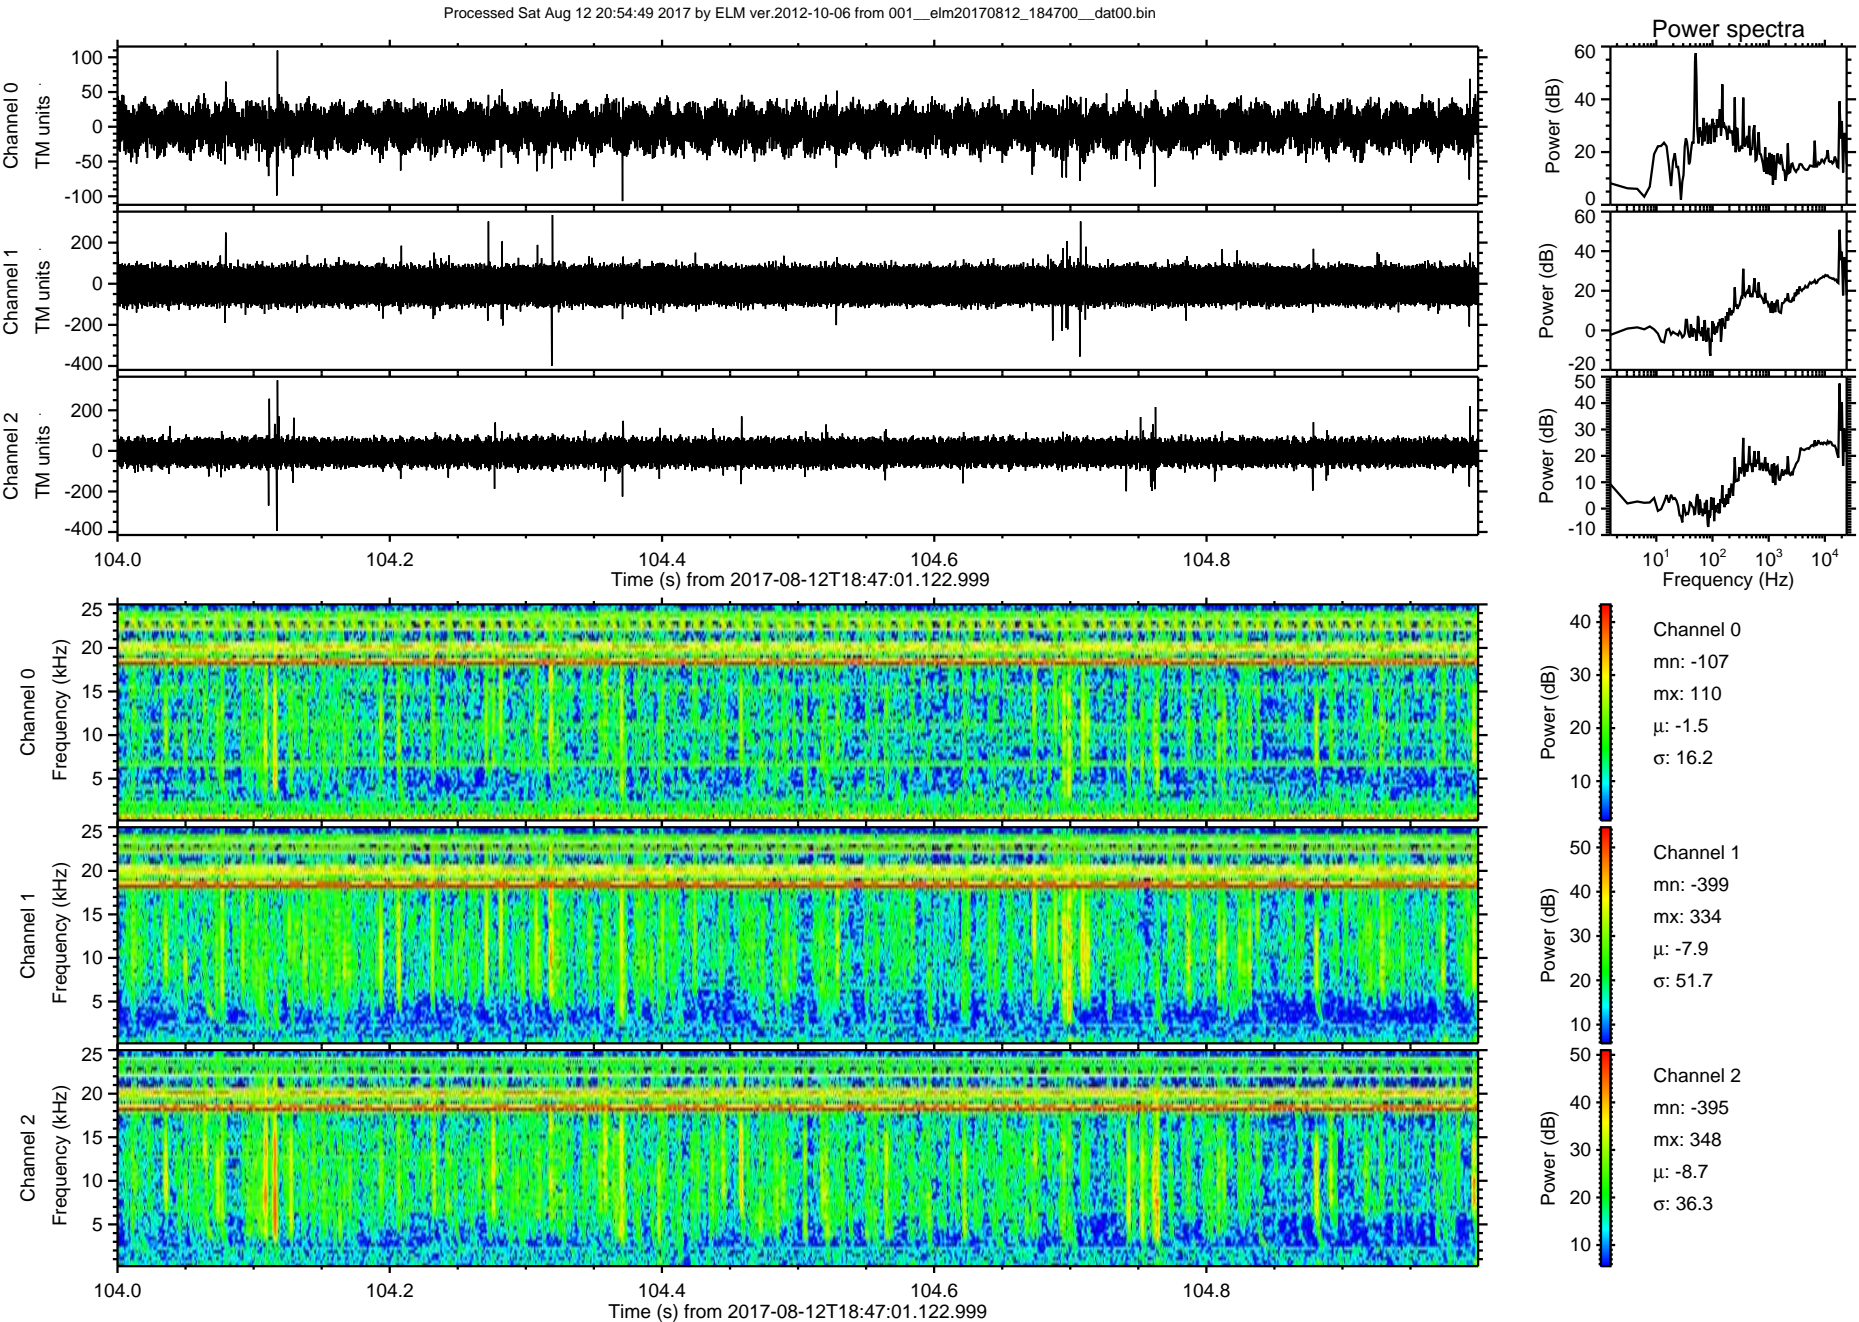 Processed Sat Aug 12 20:54:49 2017 by ELM ver.2012-10-06 from 001__elm20170812_184700__dat00.bin
Power spectra
Channel 0
TM units
100
50
0
-50
-100
Power (dB)
60
40
20
0
Channel 1
TM units
200
0
-200
-400
Power (dB)
60
40
20
0
-20
Channel 2
TM units
200
0
-200
-400
Power (dB)
50
40
30
20
10
0
-10
104.0 104.2 104.4 104.6 104.8
Time (s) from 2017-08-12T18:47:01.122.999
10^1 10^2 10^3 10^4
Frequency (Hz)
Channel 0
Frequency (kHz)
25
20
15
10
5
Power (dB)
40
30
20
10
Channel 0
mn: -107
mx: 110
μ: -1.5
σ: 16.2
Channel 1
Frequency (kHz)
25
20
15
10
5
Power (dB)
50
40
30
20
10
Channel 1
mn: -399
mx: 334
μ: -7.9
σ: 51.7
Channel 2
Frequency (kHz)
25
20
15
10
5
Power (dB)
50
40
30
20
10
Channel 2
mn: -395
mx: 348
μ: -8.7
σ: 36.3
104.0 104.2 104.4 104.6 104.8
Time (s) from 2017-08-12T18:47:01.122.999